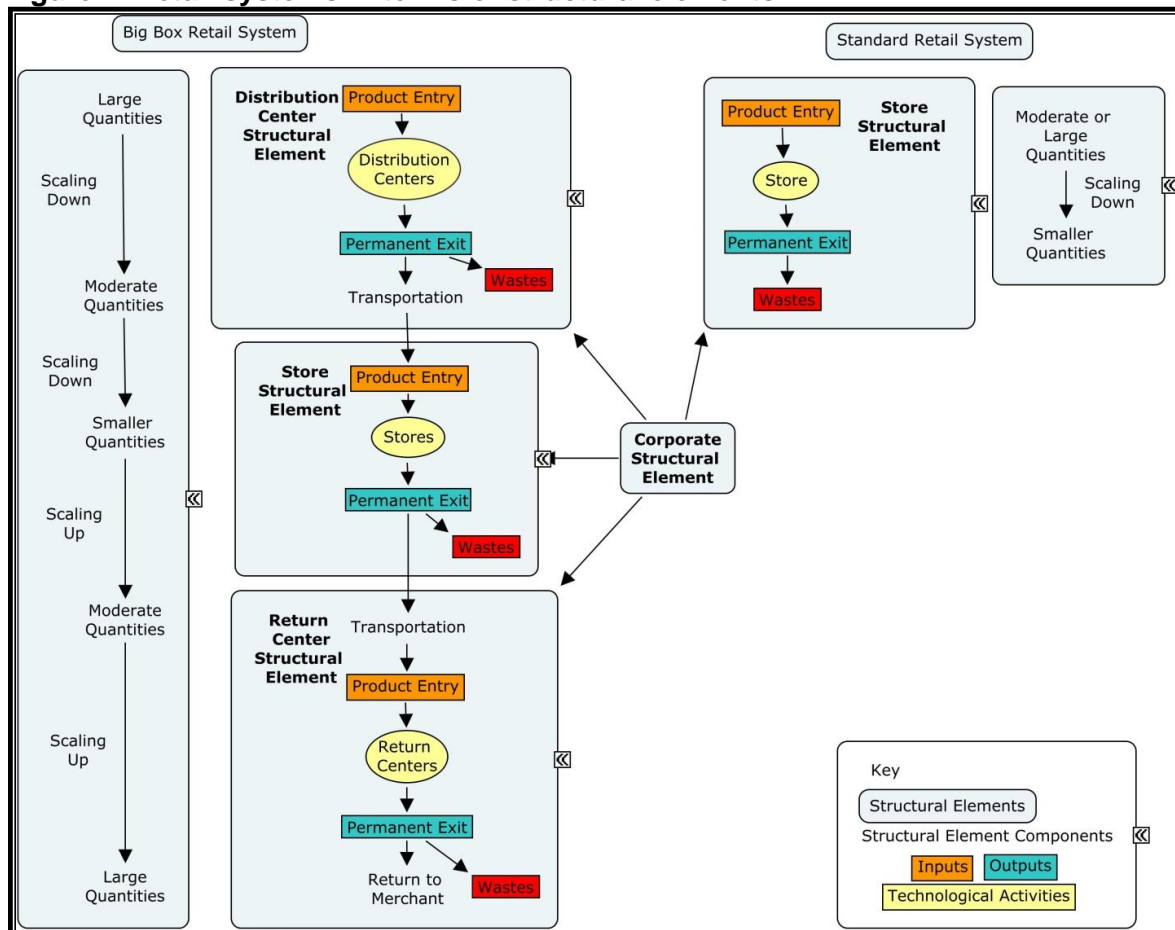 Big Box Retail System
Standard Retail System
Large
Quantities
Scaling
Down
Moderate
Quantities
Scaling
Down
Smaller
Quantities
Scaling
Up
Moderate
Quantities
Scaling
Up
Large
Quantities
Distribution
Center
Structural
Element
Product Entry
Distribution
Centers
Permanent Exit
Wastes
Transportation
Store
Structural
Element
Product Entry
Stores
Permanent Exit
Wastes
Return
Center
Structural
Element
Transportation
Product Entry
Return
Centers
Permanent Exit
Wastes
Return to
Merchant
Corporate
Structural
Element
Product Entry
Store
Structural
Element
Store
Permanent Exit
Wastes
Moderate or
Large
Quantities
Scaling
Down
Smaller
Quantities
Key
Structural Elements
Structural Element Components
Inputs
Outputs
Technological Activities